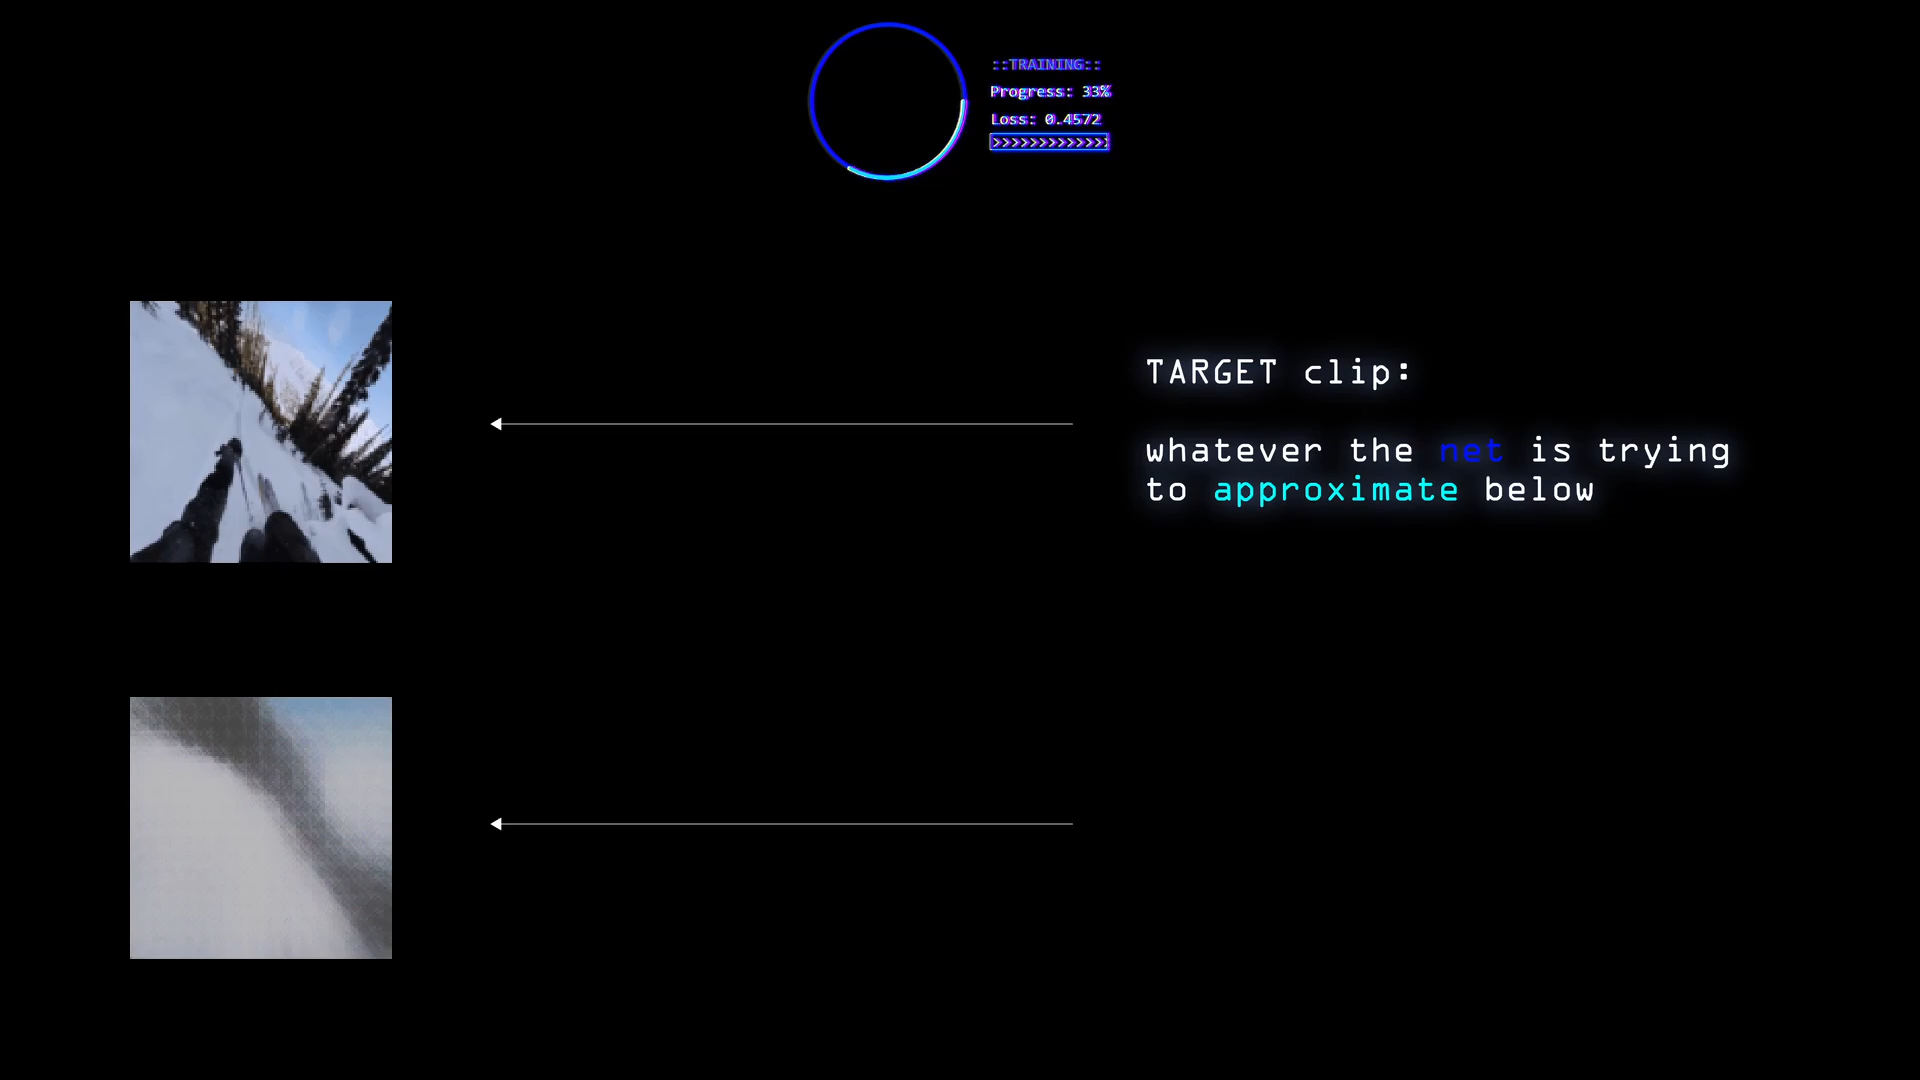 ::TRAINING::
Progress: 33%
Loss: 0.4572
>>>>>>>>>>>>>
TARGET clip:
whatever the net is trying
to approximate below